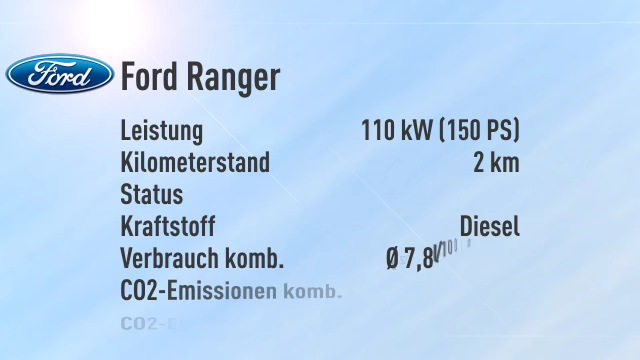 Ford Ford Ranger
Leistung 110 kW (150 PS)
Kilometerstand 2 km
Status
Kraftstoff Diesel
Verbrauch komb. Ø 7,8 l/100
CO2-Emissionen komb.